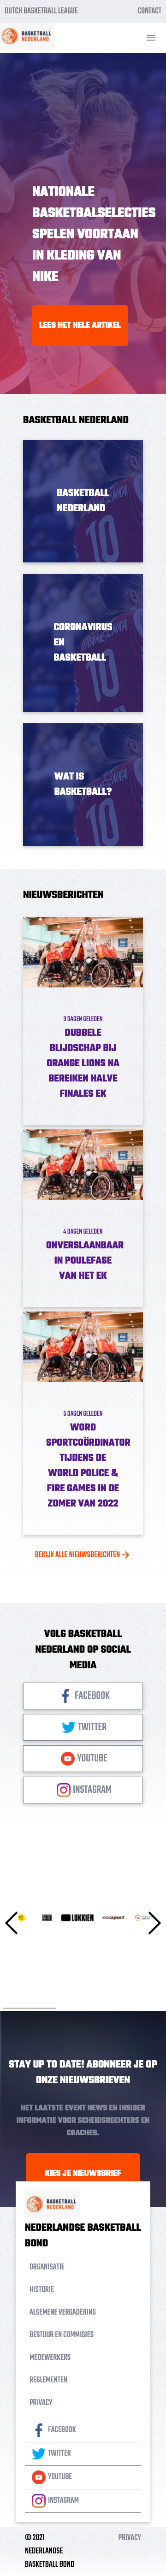 DUTCH BASKETBALL LEAGUE
CONTACT
BASKETBALL
NEDERLAND
NATIONALE
BASKETBALSELECTIES
SPELEN VOORTAAN
IN KLEDING VAN
NIKE
LEES HET HELE ARTIKEL
BASKETBALL NEDERLAND
BASKETBALL
NEDERLAND
CORONAVIRUS
EN
BASKETBALL
WAT IS
BASKETBALL?
NIEUWSBERICHTEN
3 DAGEN GELEDEN
DUBBELE
BLIJDSCHAP BIJ
ORANGE LIONS NA
BEREIKEN HALVE
FINALES EK
4 DAGEN GELEDEN
ONVERSLAANBAAR
IN POULEFASE
VAN HET EK
5 DAGEN GELEDEN
WORD
SPORTCOÖRDINATOR
TIJDENS DE
WORLD POLICE &
FIRE GAMES IN DE
ZOMER VAN 2022
BEKIJK ALLE NIEUWSBERICHTEN
VOLG BASKETBALL
NEDERLAND OP SOCIAL
MEDIA
FACEBOOK
TWITTER
YOUTUBE
INSTAGRAM
LUKKIEN
STAY UP TO DATE! ABONNEER JE OP
ONZE NIEUWSBRIEVEN
HET LAATSTE EVENT NEWS EN INSIDER
INFORMATIE VOOR SCHEIDSRECHTERS EN
COACHES.
KIES JE NIEUWSBRIEF
BASKETBALL
NEDERLAND
NEDERLANDSE BASKETBALL
BOND
ORGANISATIE
HISTORIE
ALGEMENE VERGADERING
BESTUUR EN COMMISIES
MEDEWERKERS
REGLEMENTEN
PRIVACY
FACEBOOK
TWITTER
YOUTUBE
INSTAGRAM
© 2021
NEDERLANDSE
BASKETBALL BOND
PRIVACY